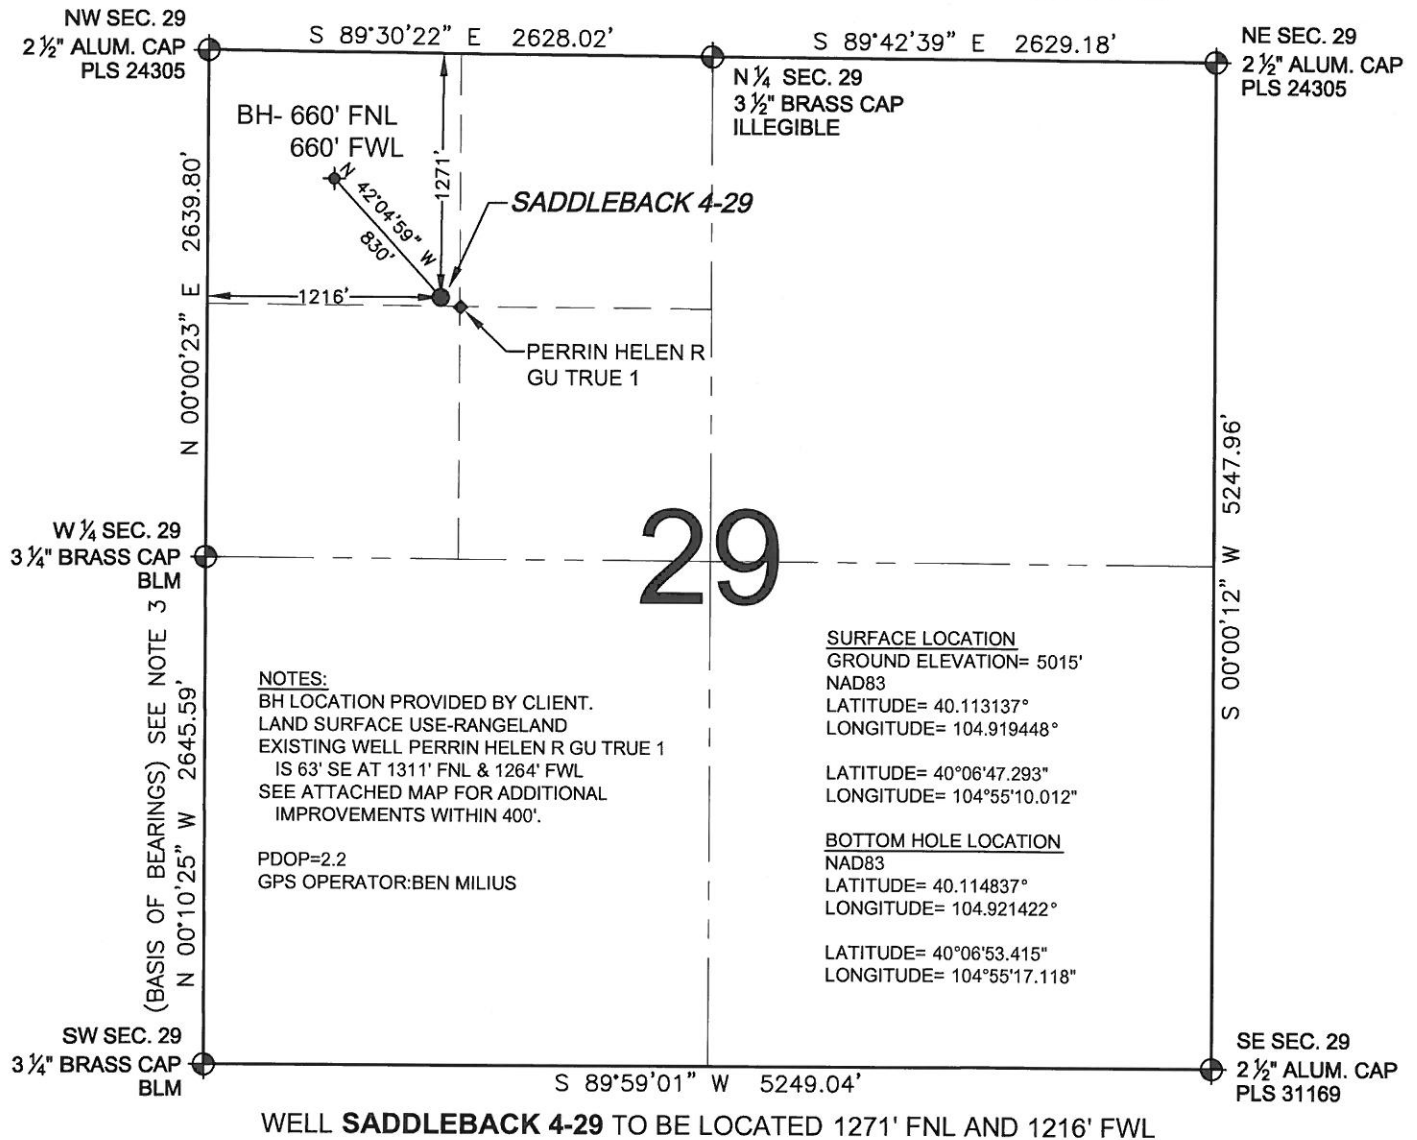 NW SEC. 29
2 ½" ALUM. CAP
PLS 24305
S 89°30'22" E 2628.02'
S 89°42'39" E 2629.18'
NE SEC. 29
2 ½" ALUM. CAP
PLS 24305
N ¼ SEC. 29
3 ½" BRASS CAP
ILLEGIBLE
BH- 660' FNL
660' FWL
N 42°04'59" W
830'
1271'
SADDLEBACK 4-29
1216'
PERRIN HELEN R
GU TRUE 1
N 00°00'23" E 2639.80'
S 00°00'12" W 5247.96'
W ¼ SEC. 29
3 ¼" BRASS CAP
BLM
29
(BASIS OF BEARINGS) SEE NOTE 3
N 00°10'25" W 2645.59'
NOTES:
BH LOCATION PROVIDED BY CLIENT.
LAND SURFACE USE-RANGELAND
EXISTING WELL PERRIN HELEN R GU TRUE 1
IS 63' SE AT 1311' FNL & 1264' FWL
SEE ATTACHED MAP FOR ADDITIONAL
IMPROVEMENTS WITHIN 400'.
PDOP=2.2
GPS OPERATOR:BEN MILIUS
SURFACE LOCATION
GROUND ELEVATION= 5015'
NAD83
LATITUDE= 40.113137°
LONGITUDE= 104.919448°
LATITUDE= 40°06'47.293"
LONGITUDE= 104°55'10.012"
BOTTOM HOLE LOCATION
NAD83
LATITUDE= 40.114837°
LONGITUDE= 104.921422°
LATITUDE= 40°06'53.415"
LONGITUDE= 104°55'17.118"
SW SEC. 29
3 ¼" BRASS CAP
BLM
S 89°59'01" W 5249.04'
SE SEC. 29
2 ½" ALUM. CAP
PLS 31169
WELL SADDLEBACK 4-29 TO BE LOCATED 1271' FNL AND 1216' FWL